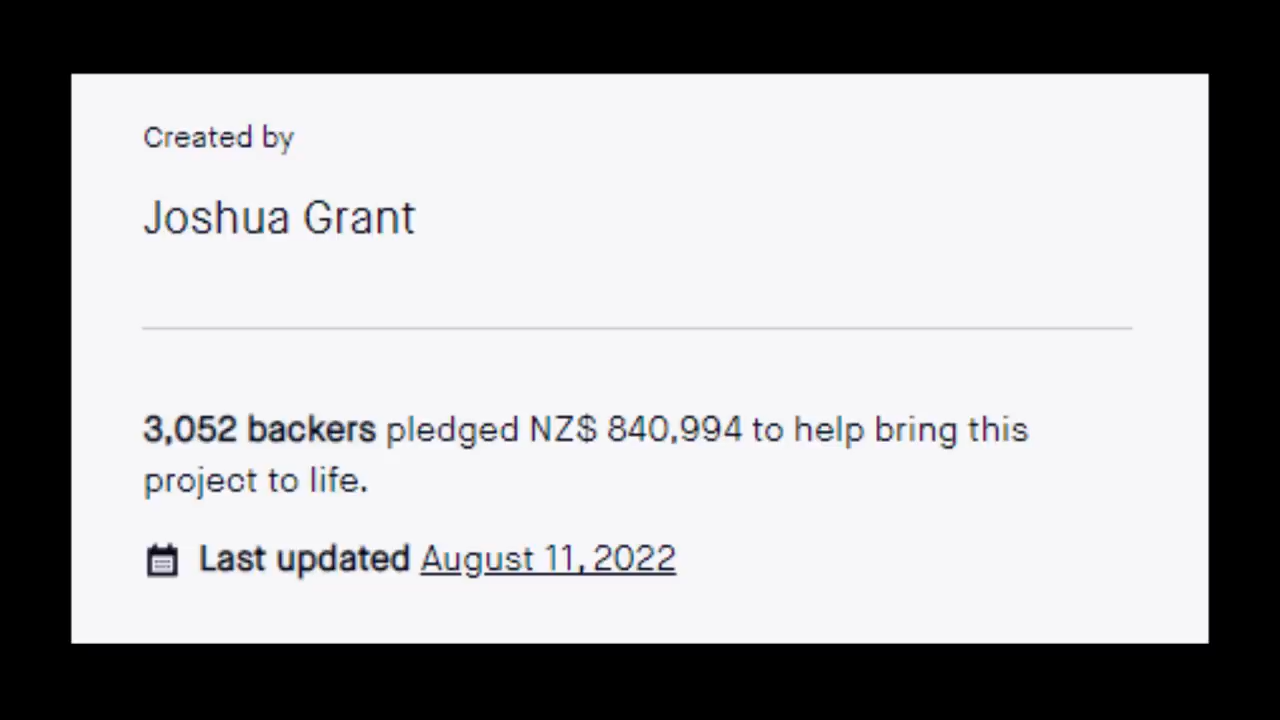 Created by
Joshua Grant
3,052 backers pledged NZ$ 840,994 to help bring this
project to life.
Last updated August 11, 2022